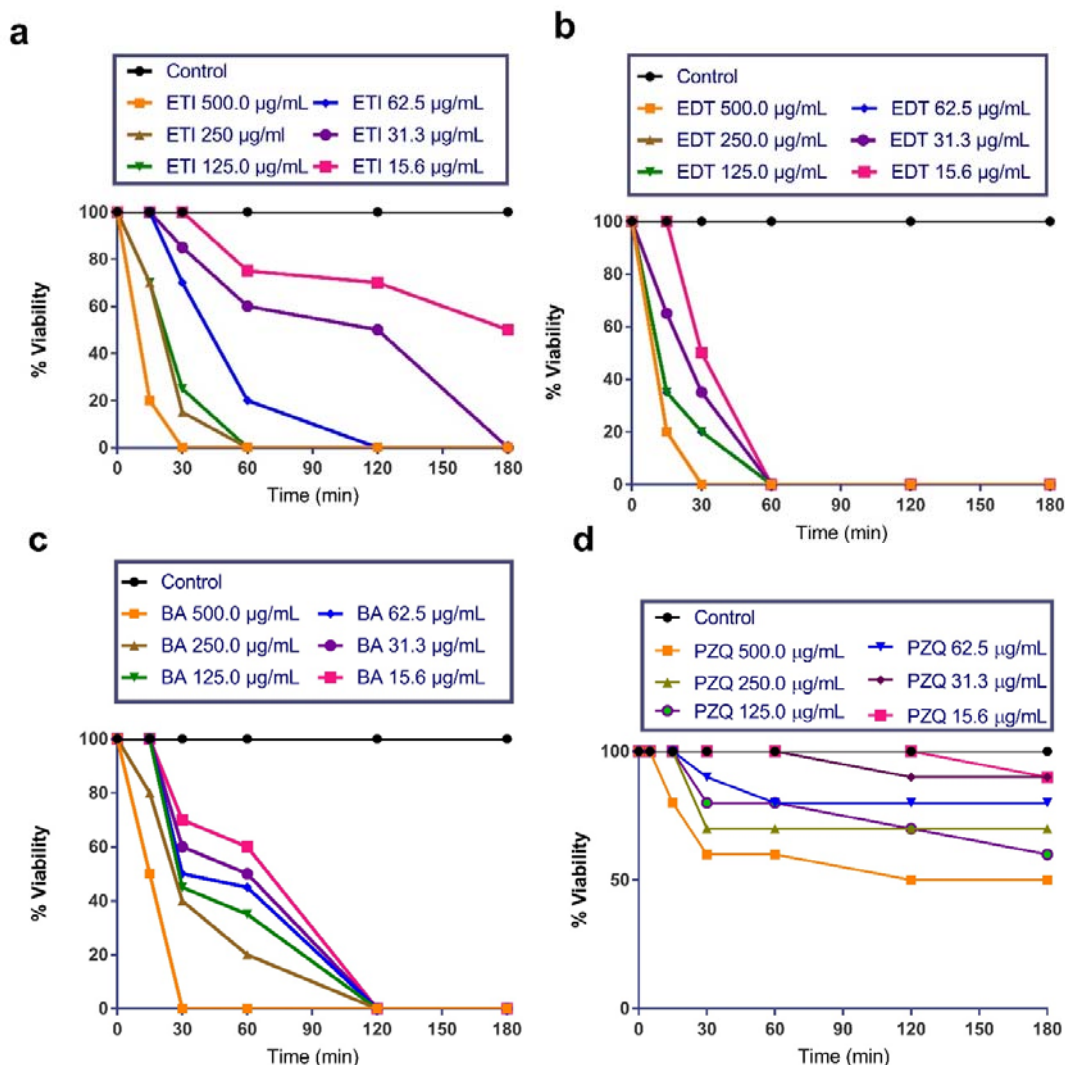 a
Control
ETI 500.0 µg/mL ETI 62.5 µg/mL
ETI 250 µg/ml ETI 31.3 µg/mL
ETI 125.0 µg/mL ETI 15.6 µg/mL
100
80
60
40
20
0
% Viability
0 30 60 90 120 150 180
Time (min)
b
Control
EDT 500.0 µg/mL EDT 62.5 µg/mL
EDT 250.0 µg/mL EDT 31.3 µg/mL
EDT 125.0 µg/mL EDT 15.6 µg/mL
100
80
60
40
20
0
% Viability
0 30 60 90 120 150 180
Time (min)
c
Control
BA 500.0 µg/mL BA 62.5 µg/mL
BA 250.0 µg/mL BA 31.3 µg/mL
BA 125.0 µg/mL BA 15.6 µg/mL
100
80
60
40
20
0
% Viability
0 30 60 90 120 150 180
Time (min)
d
Control
PZQ 500.0 µg/mL PZQ 62.5 µg/mL
PZQ 250.0 µg/mL PZQ 31.3 µg/mL
PZQ 125.0 µg/mL PZQ 15.6 µg/mL
100
50
0
% Viability
0 30 60 90 120 150 180
Time (min)